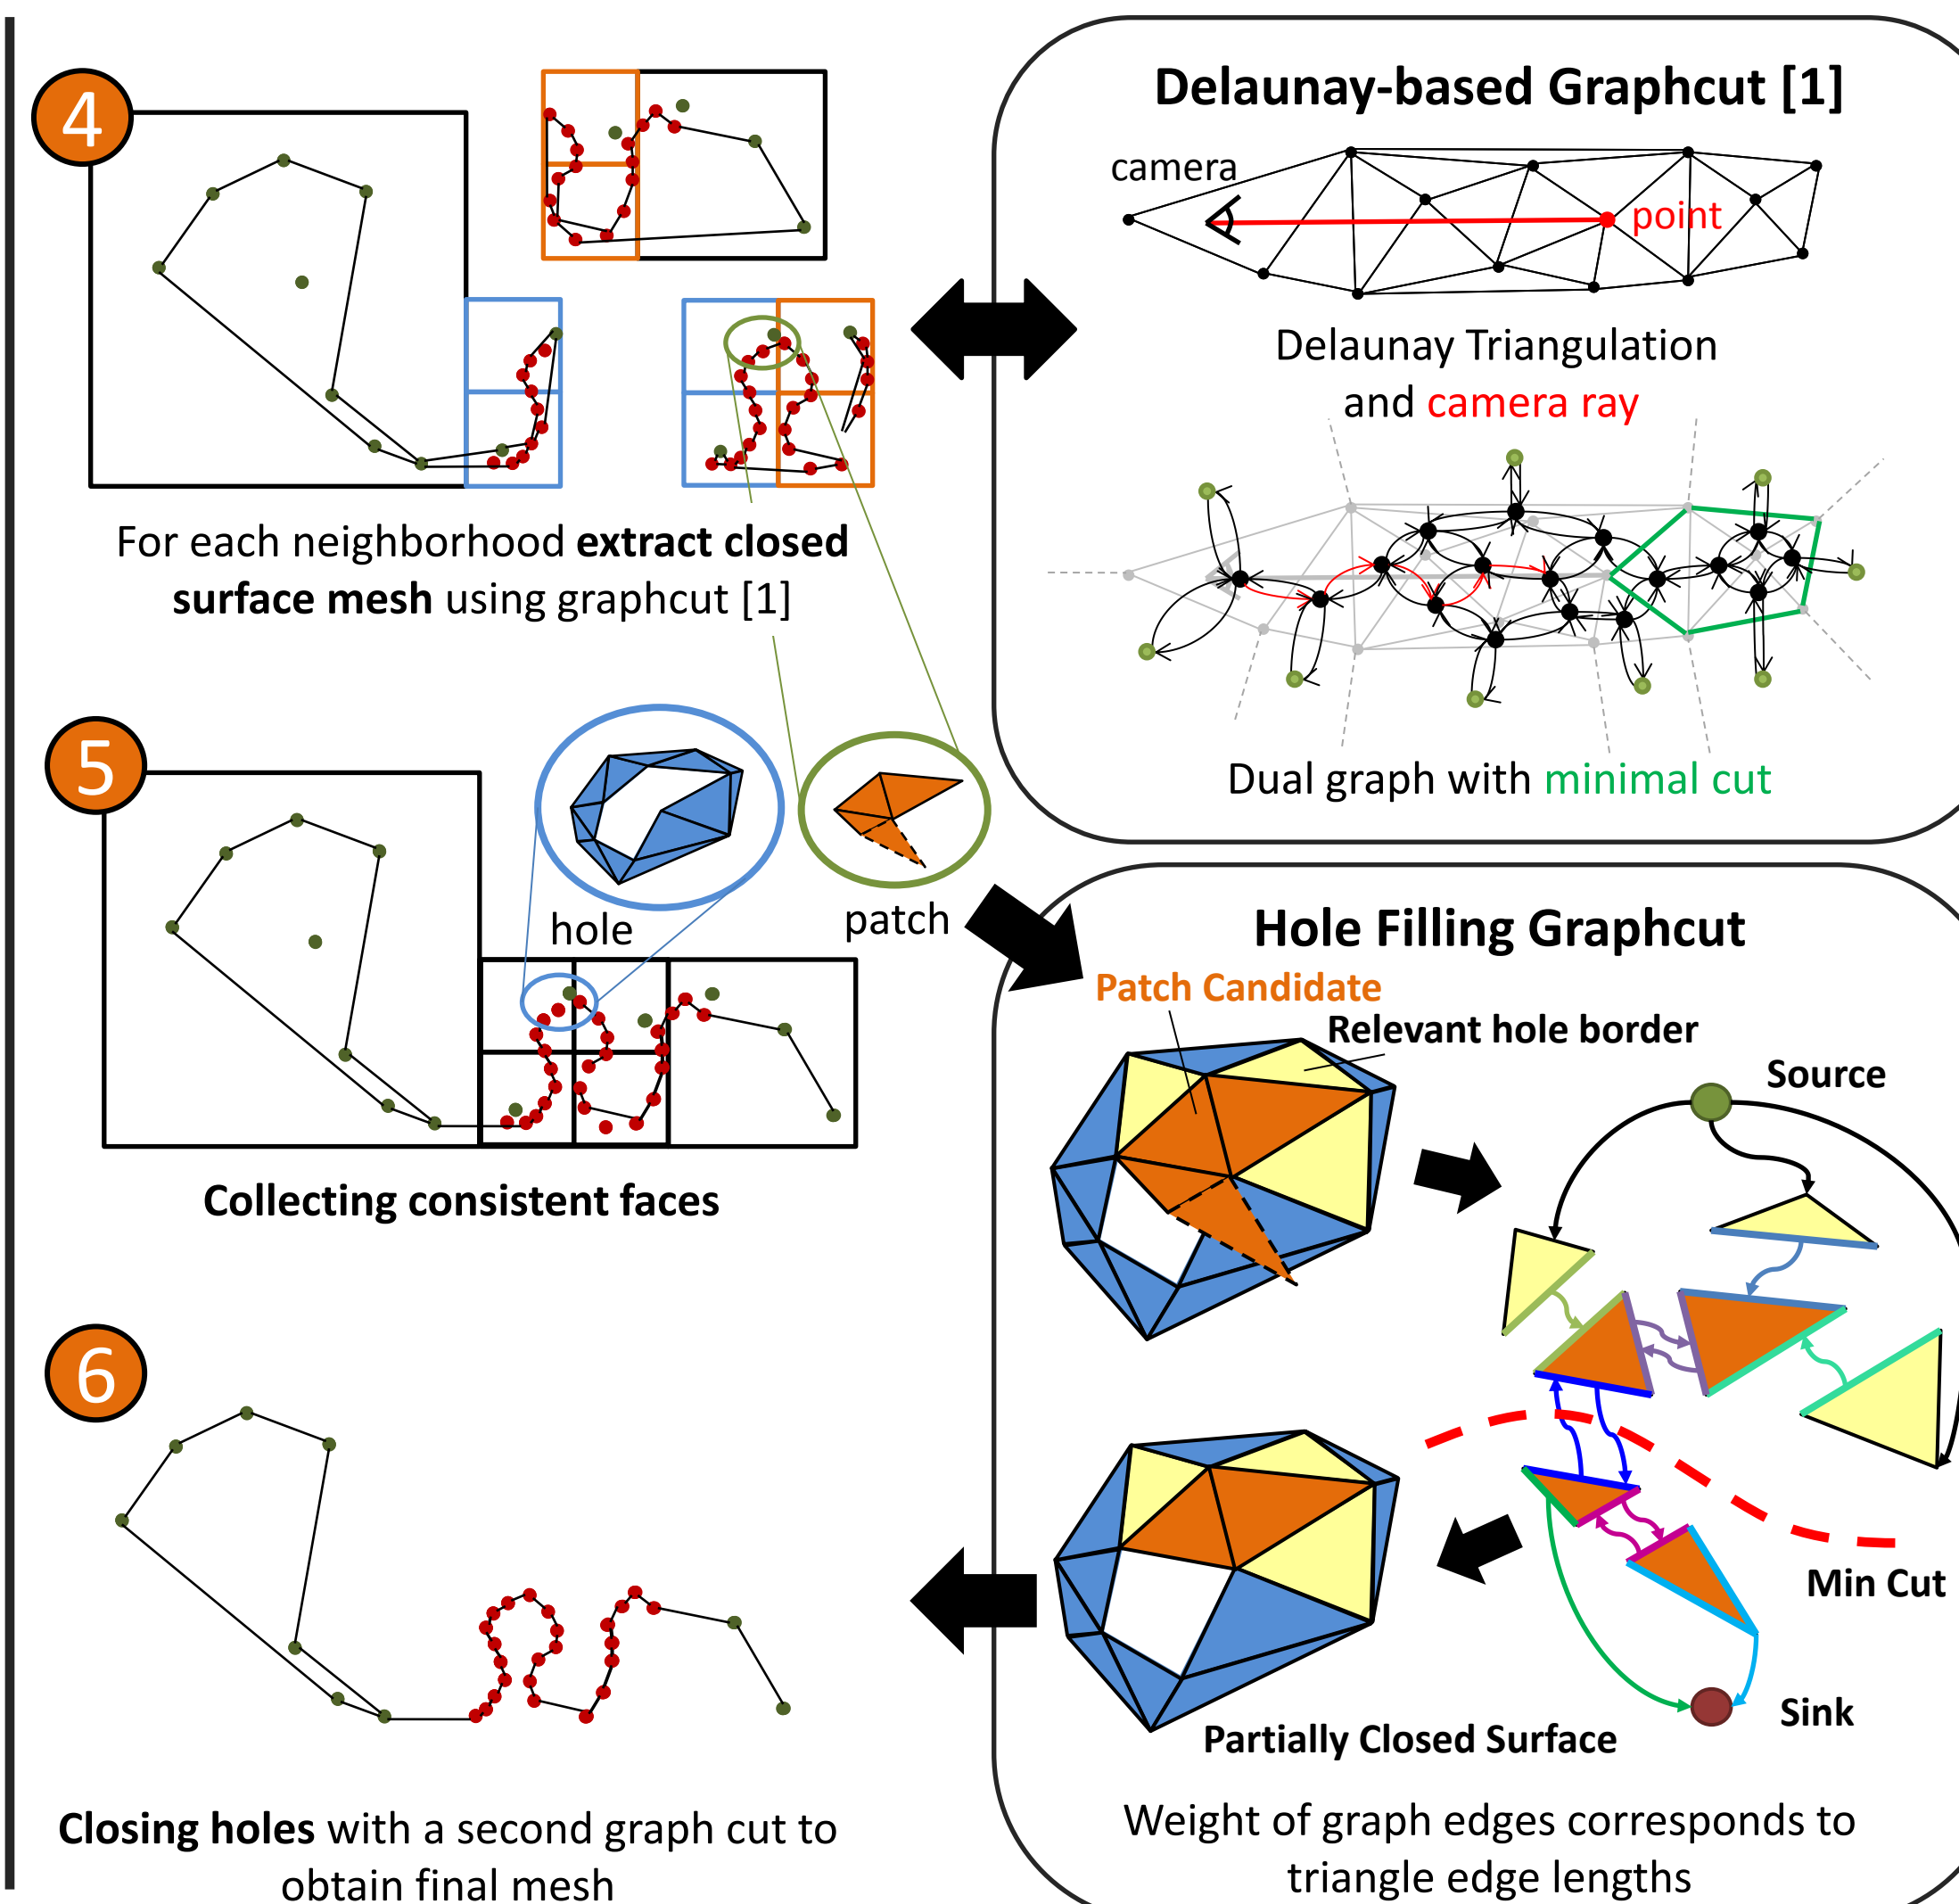 4
For each neighborhood extract closed
surface mesh using graphcut [1]
5
hole
patch
Collecting consistent faces
6
Closing holes with a second graph cut to
obtain final mesh
Delaunay-based Graphcut [1]
camera
point
Delaunay Triangulation
and camera ray
Dual graph with minimal cut
Hole Filling Graphcut
Patch Candidate
Relevant hole border
Source
Min Cut
Sink
Partially Closed Surface
Weight of graph edges corresponds to
triangle edge lengths